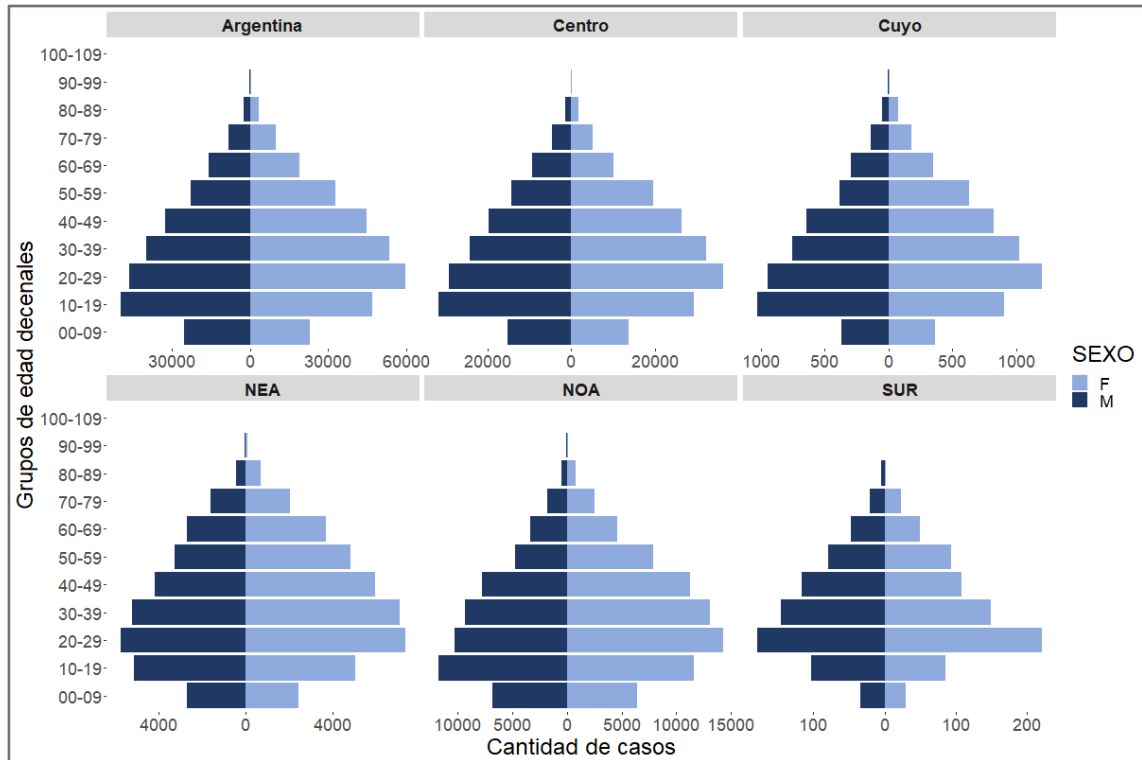 Argentina
Centro
Cuyo
100-109
90-99
80-89
70-79
60-69
50-59
40-49
30-39
20-29
10-19
00-09
30000 0 30000 60000
20000 0 20000
1000 500 0 500 1000
NEA
NOA
SUR
100-109
90-99
80-89
70-79
60-69
50-59
40-49
30-39
20-29
10-19
00-09
4000 0 4000
10000 5000 0 5000 10000 15000
100 0 100 200
Grupos de edad decenales
Cantidad de casos
SEXO
F
M